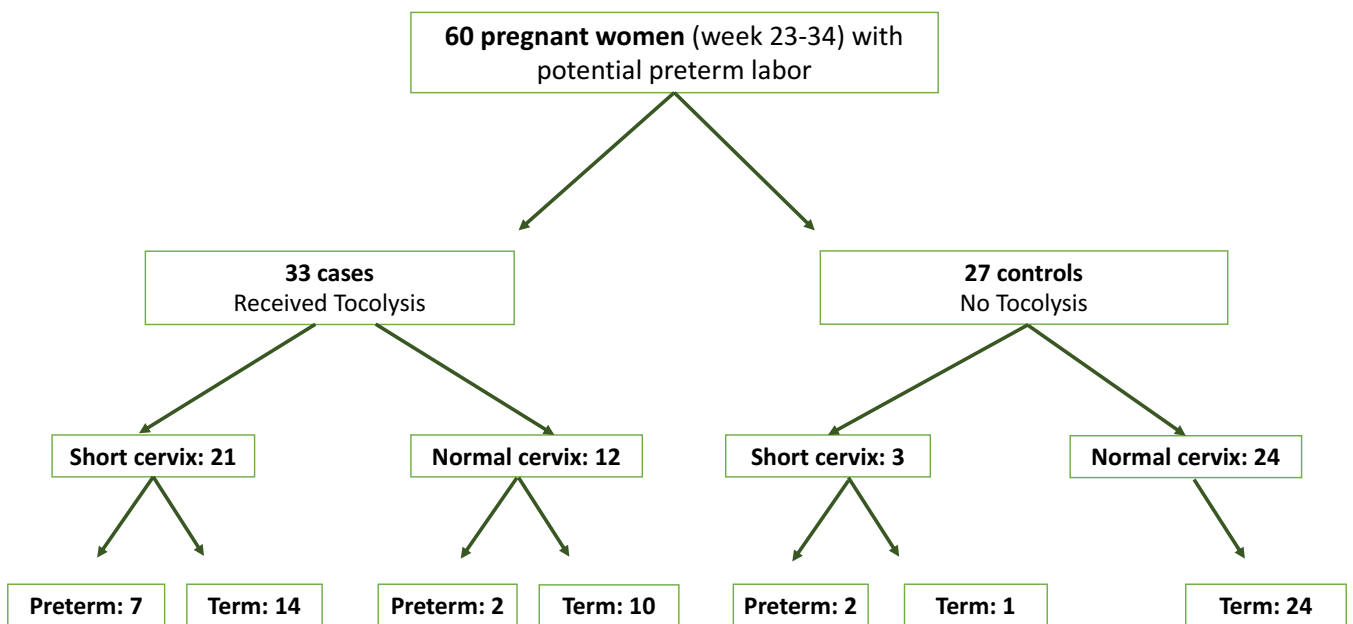 60 pregnant women (week 23-34) with
potential preterm labor
33 cases
Received Tocolysis
27 controls
No Tocolysis
Short cervix: 21
Normal cervix: 12
Short cervix: 3
Normal cervix: 24
Preterm: 7
Term: 14
Preterm: 2
Term: 10
Preterm: 2
Term: 1
Term: 24